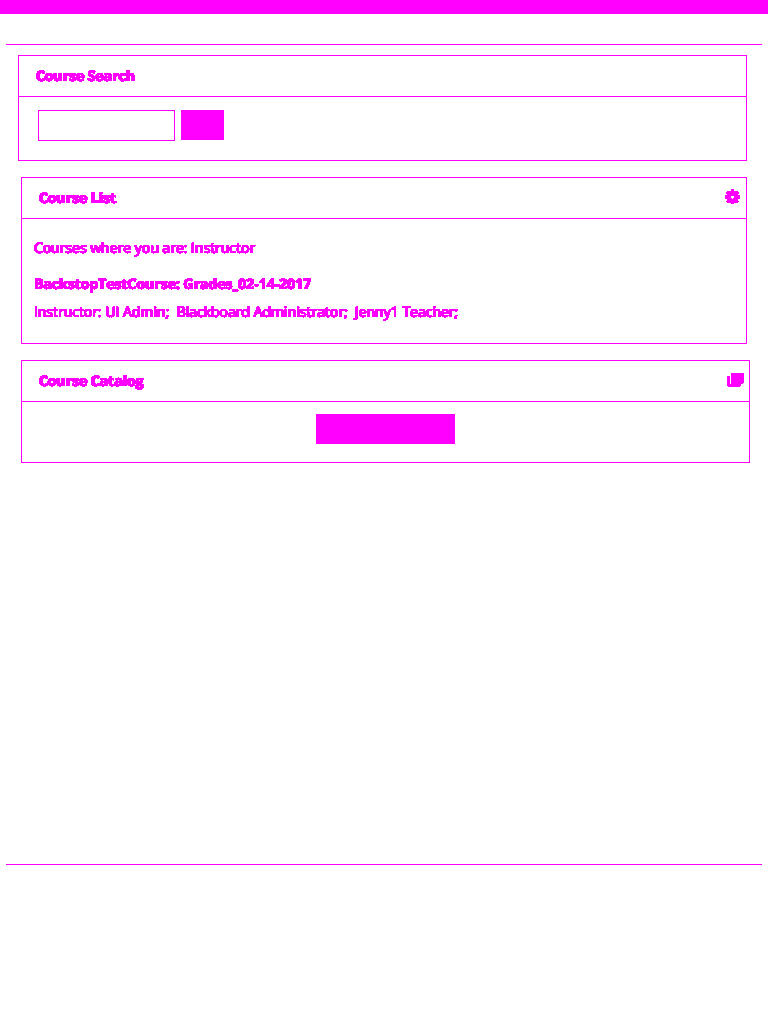 Course Search
Course List
Courses where you are: Instructor
BackstopTestCourse: Grades_02-14-2017
Instructor: UI Admin;  Blackboard Administrator;  Jenny1 Teacher;
Course Catalog